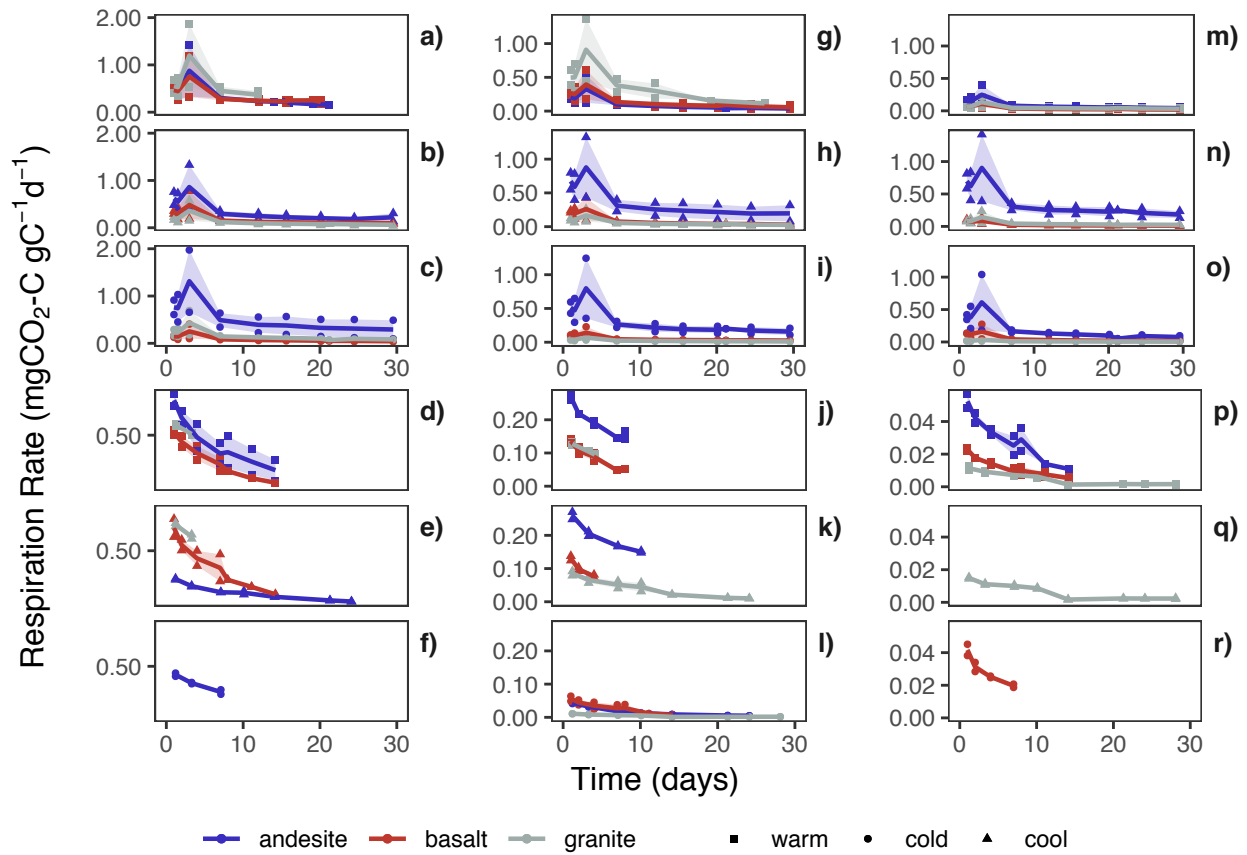 Respiration Rate (mgCO2-C gC−1d−1)
2.00
1.00
0.00
a)
1.00
0.50
0.00
g)
1.00
0.50
0.00
m)
2.00
1.00
0.00
b)
1.00
0.50
0.00
h)
1.00
0.50
0.00
n)
2.00
1.00
0.00
c)
1.00
0.50
0.00
i)
1.00
0.50
0.00
o)
0 10 20 30
0 10 20 30
0 10 20 30
0.50
d)
0.20
0.10
0.00
j)
0.04
0.02
0.00
p)
0.50
e)
0.20
0.10
0.00
k)
0.04
0.02
0.00
q)
0.50
f)
0.20
0.10
0.00
l)
0.04
0.02
0.00
r)
0 10 20 30
0 10 20 30
0 10 20 30
Time (days)
andesite basalt granite warm cold cool